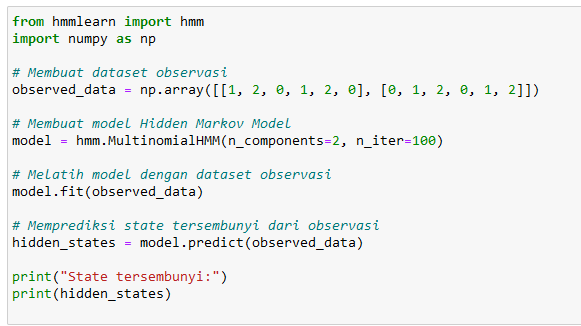 from hmmlearn import hmm
import numpy as np
# Membuat dataset observasi
observed_data = np.array([[1, 2, 0, 1, 2, 0], [0, 1, 2, 0, 1, 2]])
# Membuat model Hidden Markov Model
model = hmm.MultinomialHMM(n_components=2, n_iter=100)
# Melatih model dengan dataset observasi
model.fit(observed_data)
# Memprediksi state tersembunyi dari observasi
hidden_states = model.predict(observed_data)
print("State tersembunyi:")
print(hidden_states)